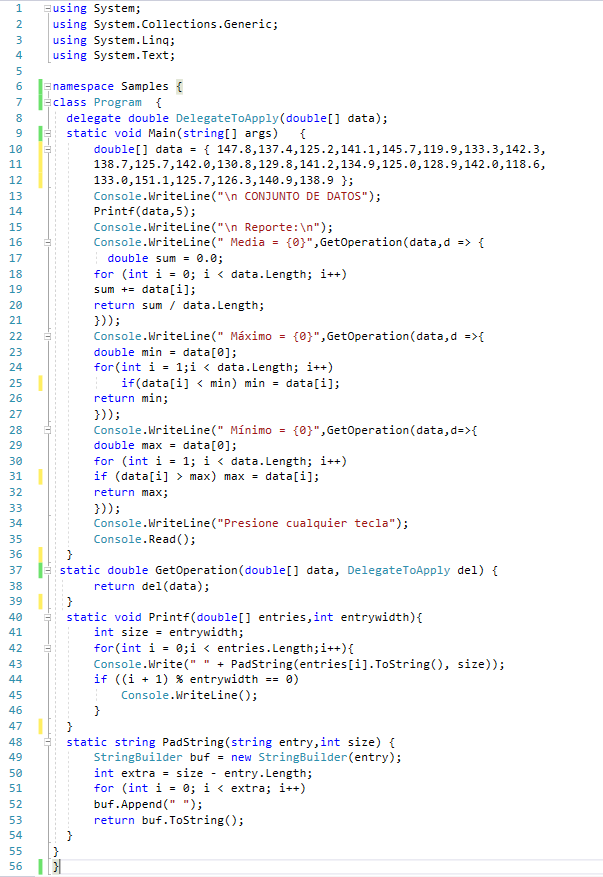 1 using System;
2 using System.Collections.Generic;
3 using System.Linq;
4 using System.Text;
5
6 namespace Samples {
7 class Program  {
8 delegate double DelegateToApply(double[] data);
9 static void Main(string[] args)   {
10 double[] data = { 147.8,137.4,125.2,141.1,145.7,119.9,133.3,142.3,
11 138.7,125.7,142.0,130.8,129.8,141.2,134.9,125.0,128.9,142.0,118.6,
12 133.0,151.1,125.7,126.3,140.9,138.9 };
13 Console.WriteLine("\n CONJUNTO DE DATOS");
14 Printf(data,5);
15 Console.WriteLine("\n Reporte:\n");
16 Console.WriteLine(" Media = {0}",GetOperation(data,d => {
17 double sum = 0.0;
18 for (int i = 0; i < data.Length; i++)
19 sum += data[i];
20 return sum / data.Length;
21 }));
22 Console.WriteLine(" Máximo = {0}",GetOperation(data,d =>{
23 double min = data[0];
24 for(int i = 1;i < data.Length; i++)
25 if(data[i] < min) min = data[i];
26 return min;
27 }));
28 Console.WriteLine(" Mínimo = {0}",GetOperation(data,d=>{
29 double max = data[0];
30 for (int i = 1; i < data.Length; i++)
31 if (data[i] > max) max = data[i];
32 return max;
33 }));
34 Console.WriteLine("Presione cualquier tecla");
35 Console.Read();
36 }
37 static double GetOperation(double[] data, DelegateToApply del) {
38 return del(data);
39 }
40 static void Printf(double[] entries,int entrywidth){
41 int size = entrywidth;
42 for(int i = 0;i < entries.Length;i++){
43 Console.Write(" " + PadString(entries[i].ToString(), size));
44 if ((i + 1) % entrywidth == 0)
45 Console.WriteLine();
46 }
47 }
48 static string PadString(string entry,int size) {
49 StringBuilder buf = new StringBuilder(entry);
50 int extra = size - entry.Length;
51 for (int i = 0; i < extra; i++)
52 buf.Append(" ");
53 return buf.ToString();
54 }
55 }
56 }